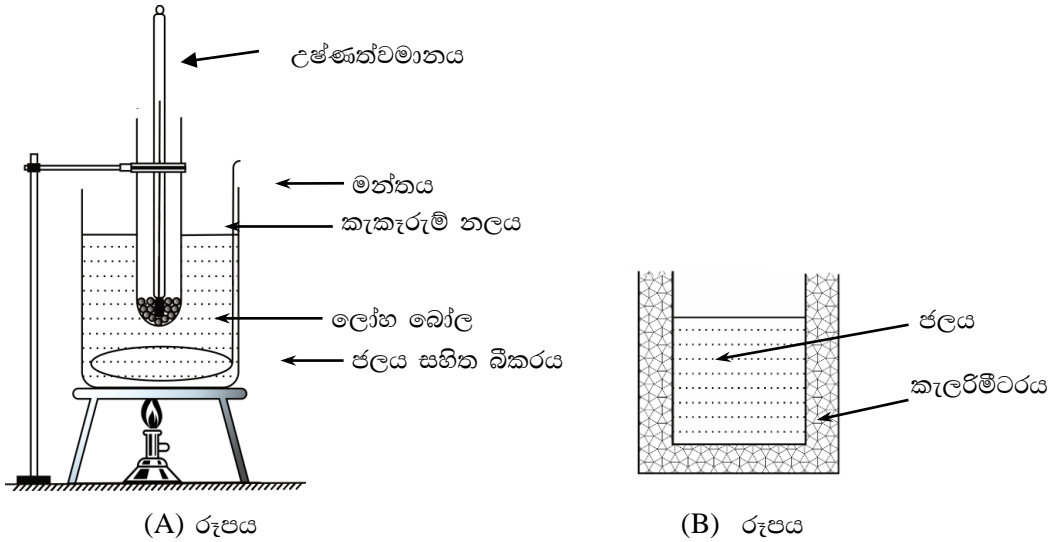 උෂ්ණත්වමානය
මන්තය
කැකෑරුම් නලය
ලෝහ බෝල
ජලය සහිත බීකරය
ජලය
කැලරිමීටරය
(A) රූපය
(B) රූපය